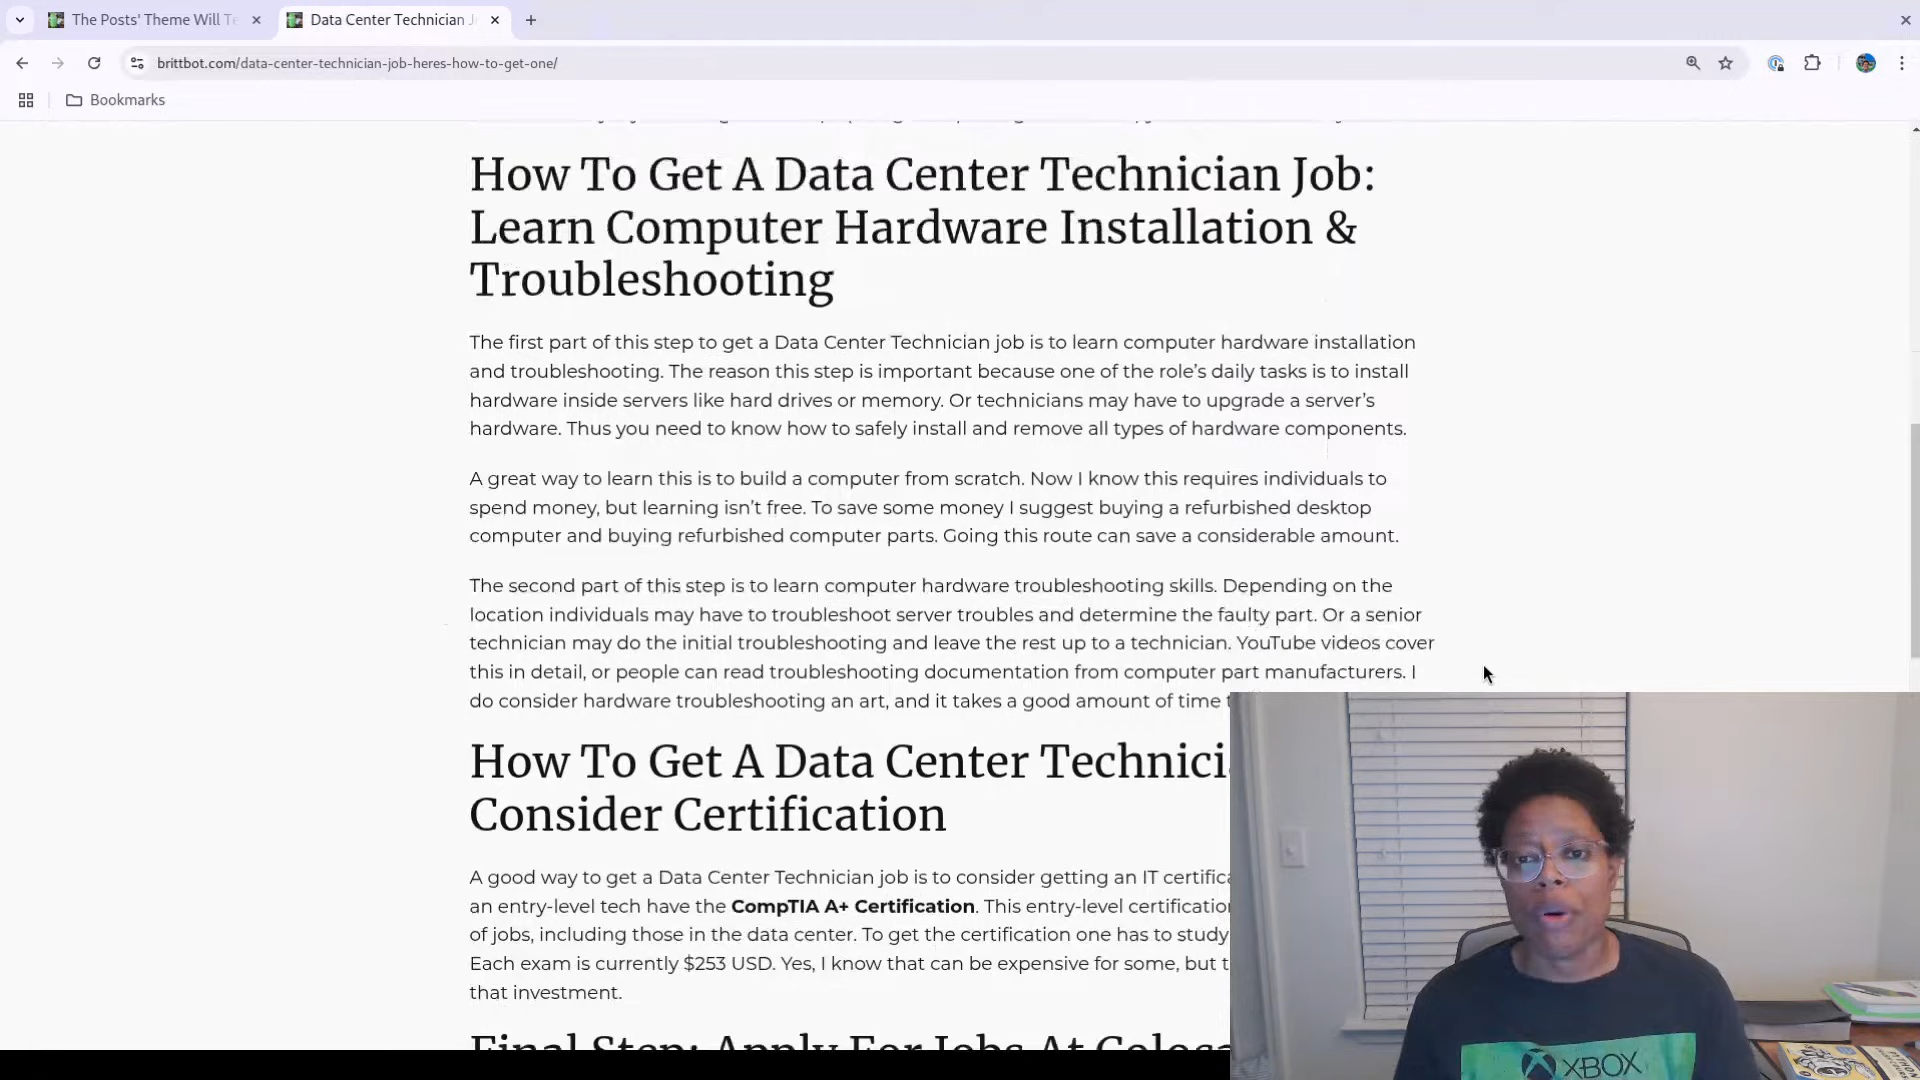 The Posts' Theme Will Te
Data Center Technician J
brittbot.com/data-center-technician-job-heres-how-to-get-one/
Bookmarks
How To Get A Data Center Technician Job:
Learn Computer Hardware Installation &
Troubleshooting
The first part of this step to get a Data Center Technician job is to learn computer hardware installation
and troubleshooting. The reason this step is important because one of the role's daily tasks is to install
hardware inside servers like hard drives or memory. Or technicians may have to upgrade a server's
hardware. Thus you need to know how to safely install and remove all types of hardware components.
A great way to learn this is to build a computer from scratch. Now I know this requires individuals to
spend money, but learning isn't free. To save some money I suggest buying a refurbished desktop
computer and buying refurbished computer parts. Going this route can save a considerable amount.
The second part of this step is to learn computer hardware troubleshooting skills. Depending on the
location individuals may have to troubleshoot server troubles and determine the faulty part. Or a senior
technician may do the initial troubleshooting and leave the rest up to a technician. YouTube videos cover
this in detail, or people can read troubleshooting documentation from computer part manufacturers. I
do consider hardware troubleshooting an art, and it takes a good amount of time
How To Get A Data Center Technici
Consider Certification
A good way to get a Data Center Technician job is to consider getting an IT certifica
an entry-level tech have the CompTIA A+ Certification. This entry-level certification
of jobs, including those in the data center. To get the certification one has to study
Each exam is currently $253 USD. Yes, I know that can be expensive for some, but t
that investment.
Final Step: Apply For Jobs At Coloca
XBOX